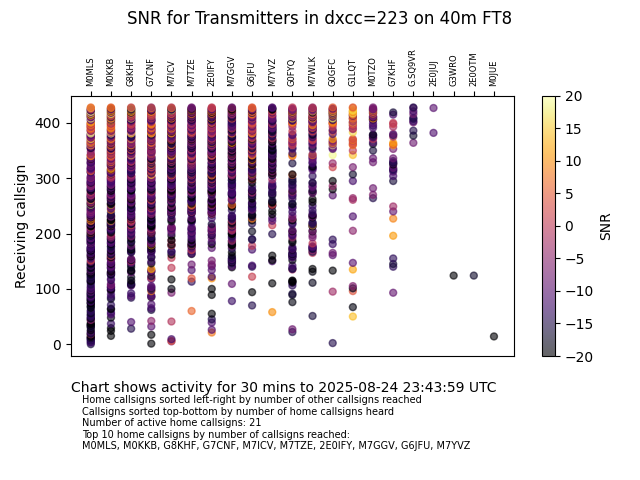 SNR for Transmitters in dxcc=223 on 40m FT8
M0MLS M0KKB G8KHF G7CNF M7ICV M7TZE 2E0IFY M7GGV G6JFU M7YVZ G0FYQ M7WLK G0GFC G1LQT M0TZO G7KHF G.SQ9VR 2E0JUJ G3WRO 2E0OTM M0JUE
400
300
200
100
0
Receiving callsign
20
15
10
5
0
−5
−10
−15
−20
SNR
Chart shows activity for 30 mins to 2025-08-24 23:43:59 UTC
Home callsigns sorted left-right by number of other callsigns reached
Callsigns sorted top-bottom by number of home callsigns heard
Number of active home callsigns: 21
Top 10 home callsigns by number of callsigns reached:
M0MLS, M0KKB, G8KHF, G7CNF, M7ICV, M7TZE, 2E0IFY, M7GGV, G6JFU, M7YVZ